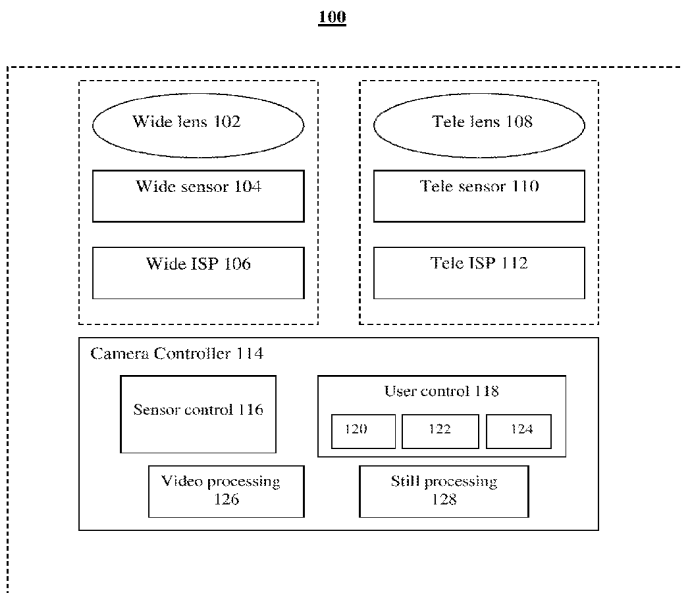 100
Wide lens 102
Tele lens 108
Wide sensor 104
Tele sensor 110
Wide ISP 106
Tele ISP 112
Camera Controller 114
Sensor control 116
User control 118
120
122
124
Video processing
126
Still processing
128